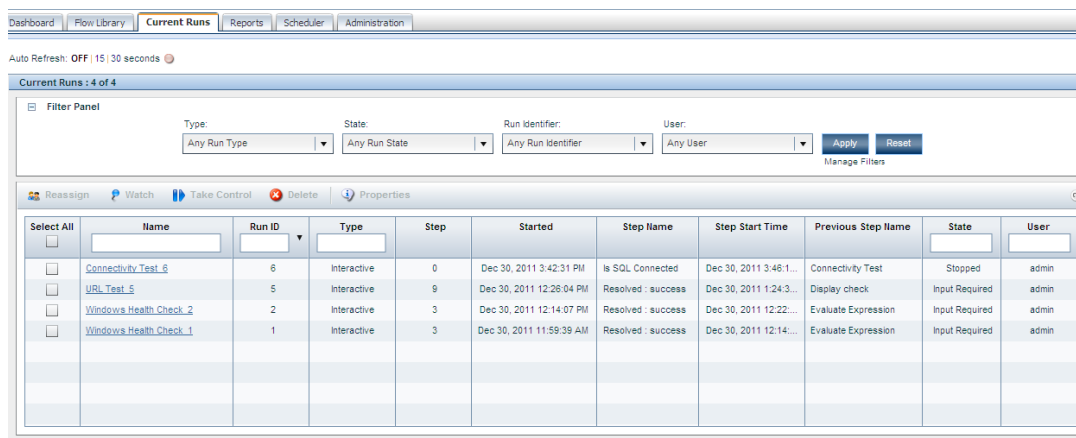 Dashboard Flow Library Current Runs Reports Scheduler Administration
Auto Refresh: OFF | 15 | 30 seconds
Current Runs : 4 of 4
Filter Panel
Type: State: Run Identifier: User:
Any Run Type Any Run State Any Run Identifier Any User Apply Reset
Manage Filters
Reassign Watch Take Control Delete Properties
Select All Name Run ID Type Step Started Step Name Step Start Time Previous Step Name State User
Connectivity Test 6 6 Interactive 0 Dec 30, 2011 3:42:31 PM Is SQL Connected Dec 30, 2011 3:46:1... Connectivity Test Stopped admin
URL Test 5 5 Interactive 9 Dec 30, 2011 12:26:04 PM Resolved : success Dec 30, 2011 1:24:3... Display check Input Required admin
Windows Health Check 2 2 Interactive 3 Dec 30, 2011 12:14:07 PM Resolved : success Dec 30, 2011 12:22:... Evaluate Expression Input Required admin
Windows Health Check 1 1 Interactive 3 Dec 30, 2011 11:59:39 AM Resolved : success Dec 30, 2011 12:14:... Evaluate Expression Input Required admin